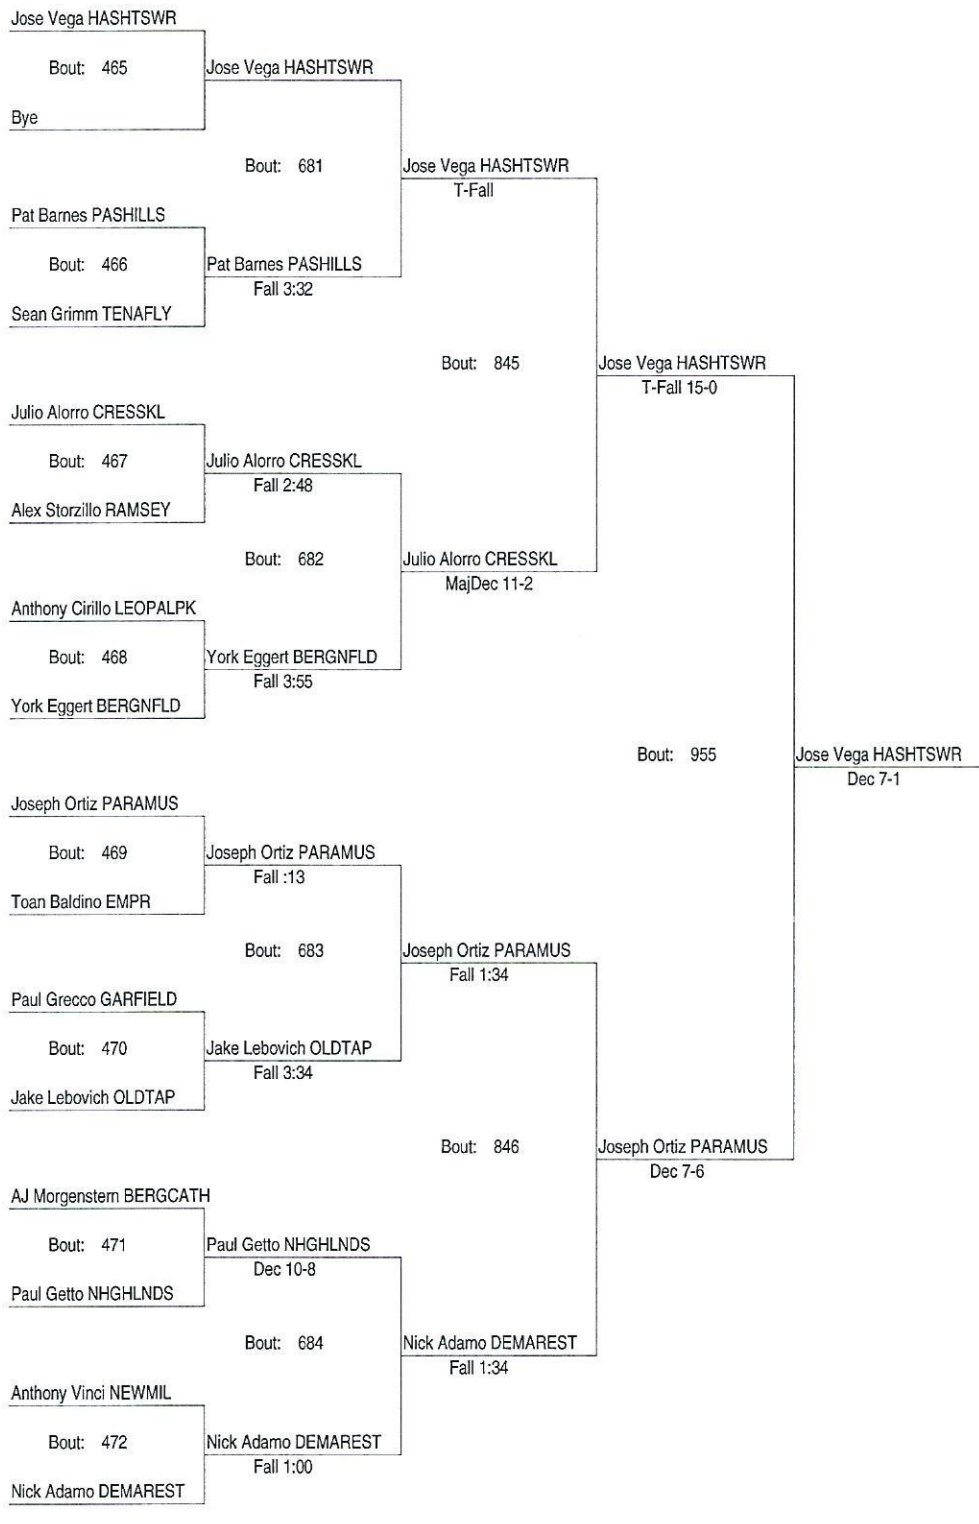 Jose Vega HASHTSWR
Bout: 465
Jose Vega HASHTSWR
Bye
Bout: 681
Jose Vega HASHTSWR
T-Fall
Pat Barnes PASHILLS
Bout: 466
Pat Barnes PASHILLS
Fall 3:32
Sean Grimm TENAFLY
Bout: 845
Jose Vega HASHTSWR
T-Fall 15-0
Julio Alorro CRESSKL
Bout: 467
Julio Alorro CRESSKL
Fall 2:48
Alex Storzillo RAMSEY
Bout: 682
Julio Alorro CRESSKL
MajDec 11-2
Anthony Cirillo LEOPALPK
Bout: 468
York Eggert BERGNFLD
Fall 3:55
York Eggert BERGNFLD
Bout: 955
Jose Vega HASHTSWR
Dec 7-1
Joseph Ortiz PARAMUS
Bout: 469
Joseph Ortiz PARAMUS
Fall :13
Toan Baldino EMPR
Bout: 683
Joseph Ortiz PARAMUS
Fall 1:34
Paul Grecco GARFIELD
Bout: 470
Jake Lebovich OLDTAP
Fall 3:34
Jake Lebovich OLDTAP
Bout: 846
Joseph Ortiz PARAMUS
Dec 7-6
AJ Morgenstern BERGCATH
Bout: 471
Paul Getto NHGHLNDS
Dec 10-8
Paul Getto NHGHLNDS
Bout: 684
Nick Adamo DEMAREST
Fall 1:34
Anthony Vinci NEWMIL
Bout: 472
Nick Adamo DEMAREST
Fall 1:00
Nick Adamo DEMAREST